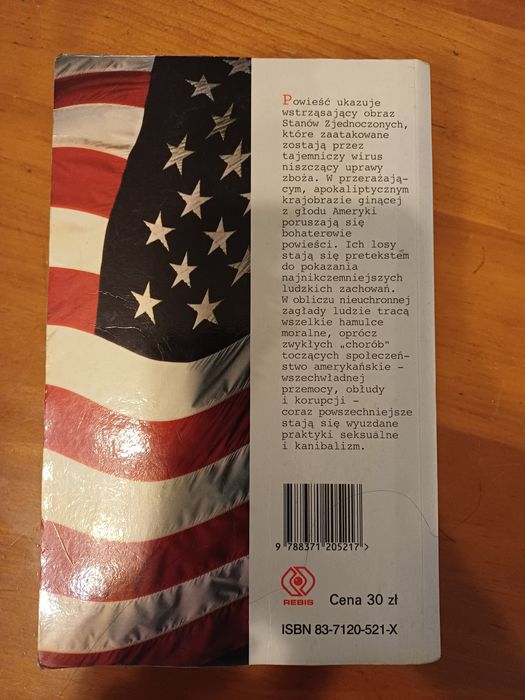 Powieść ukazuje
wstrząsający obraz
Stanów Zjednoczonych,
które zaatakowane
zostają przez
tajemniczy wirus
niszczący uprawy
zboża. W przerażają-
cym, apokaliptycznym
krajobrazie ginącej
z głodu Ameryki
poruszają się
bohaterowie
powieści. Ich losy
stają się pretekstem
do pokazania
najnikczemniejszych
ludzkich zachowań.
W obliczu nieuchronnej
zagłady ludzie tracą
wszelkie hamulce
moralne, oprócz
zwykłych „chorób"
toczących społeczeń-
stwo amerykańskie -
wszechwładnej
przemocy, obłudy
i korupcji -
coraz powszechniejsze
stają się wyuzdane
praktyki seksualne
i kanibalizm.
9 788371 205217 >
REBIS
Cena 30 zł
ISBN 83-7120-521-X